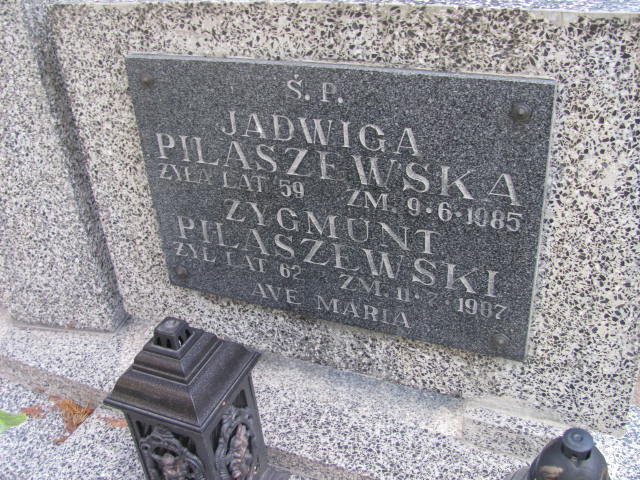 Ś. P.
JADWIGA
PILASZEWSKA
ŻYŁA LAT 59 ZM. 9-6-1985
ZYGMUNT
PILASZEWSKI
ŻYŁ LAT 62 ZM. 11-7-1987
AVE MARIA